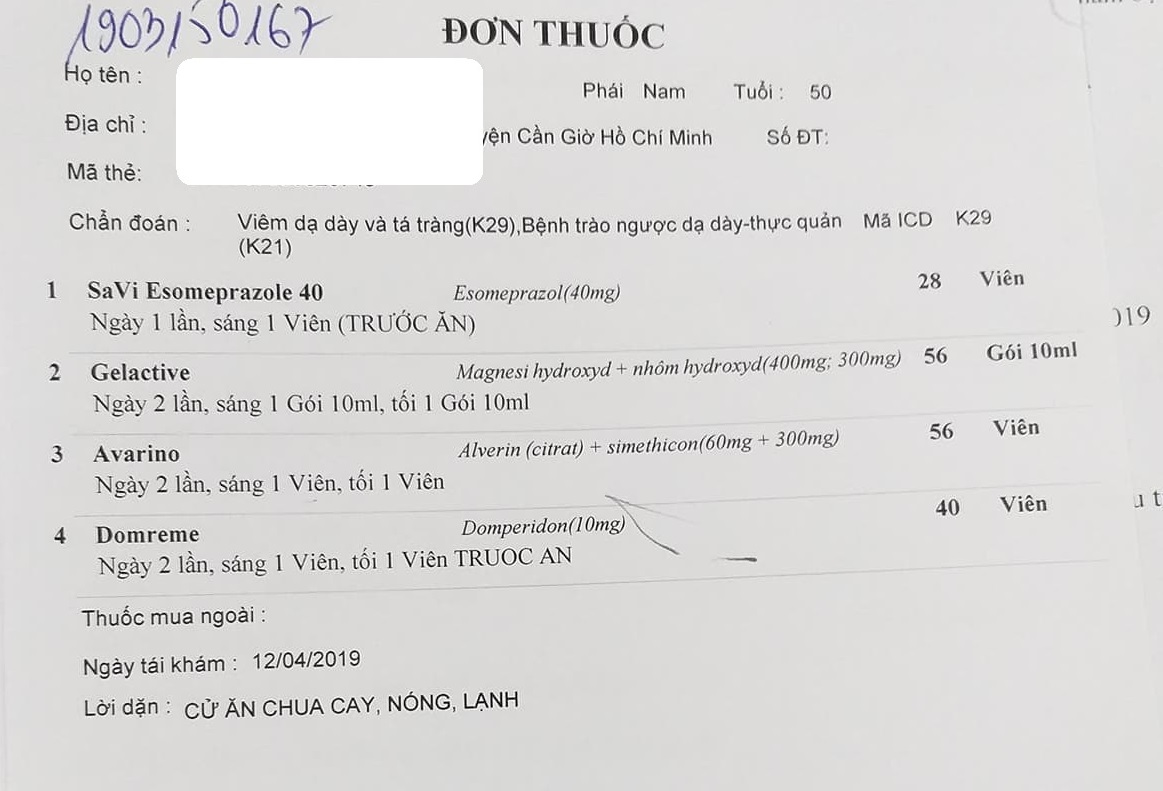 190315 0167
ĐƠN THUỐC
Họ tên : Phái Nam Tuổi : 50
Địa chỉ : yện Cần Giờ Hồ Chí Minh Số ĐT:
Mã thẻ:
Chẩn đoán : Viêm dạ dày và tá tràng(K29),Bệnh trào ngược dạ dày-thực quản Mã ICD K29
(K21)
1 SaVi Esomeprazole 40 Esomeprazol(40mg) 28 Viên
Ngày 1 lần, sáng 1 Viên (TRƯỚC ĂN)
)19
2 Gelactive Magnesi hydroxyd + nhôm hydroxyd(400mg; 300mg) 56 Gói 10ml
Ngày 2 lần, sáng 1 Gói 10ml, tối 1 Gói 10ml
3 Avarino Alverin (citrat) + simethicon(60mg + 300mg) 56 Viên
Ngày 2 lần, sáng 1 Viên, tối 1 Viên
4 Domreme Domperidon(10mg) 40 Viên
u t
Ngày 2 lần, sáng 1 Viên, tối 1 Viên TRUOC AN
Thuốc mua ngoài :
Ngày tái khám : 12/04/2019
Lời dặn : CỬ ĂN CHUA CAY, NÓNG, LẠNH